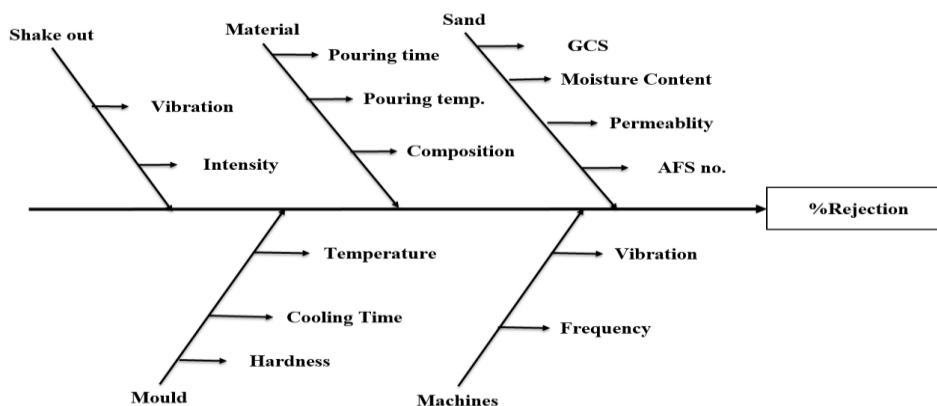 Shake out
Material
Sand
Pouring time
GCS
Moisture Content
Vibration
Pouring temp.
Permeablity
Intensity
Composition
AFS no.
%Rejection
Temperature
Vibration
Cooling Time
Frequency
Hardness
Mould
Machines